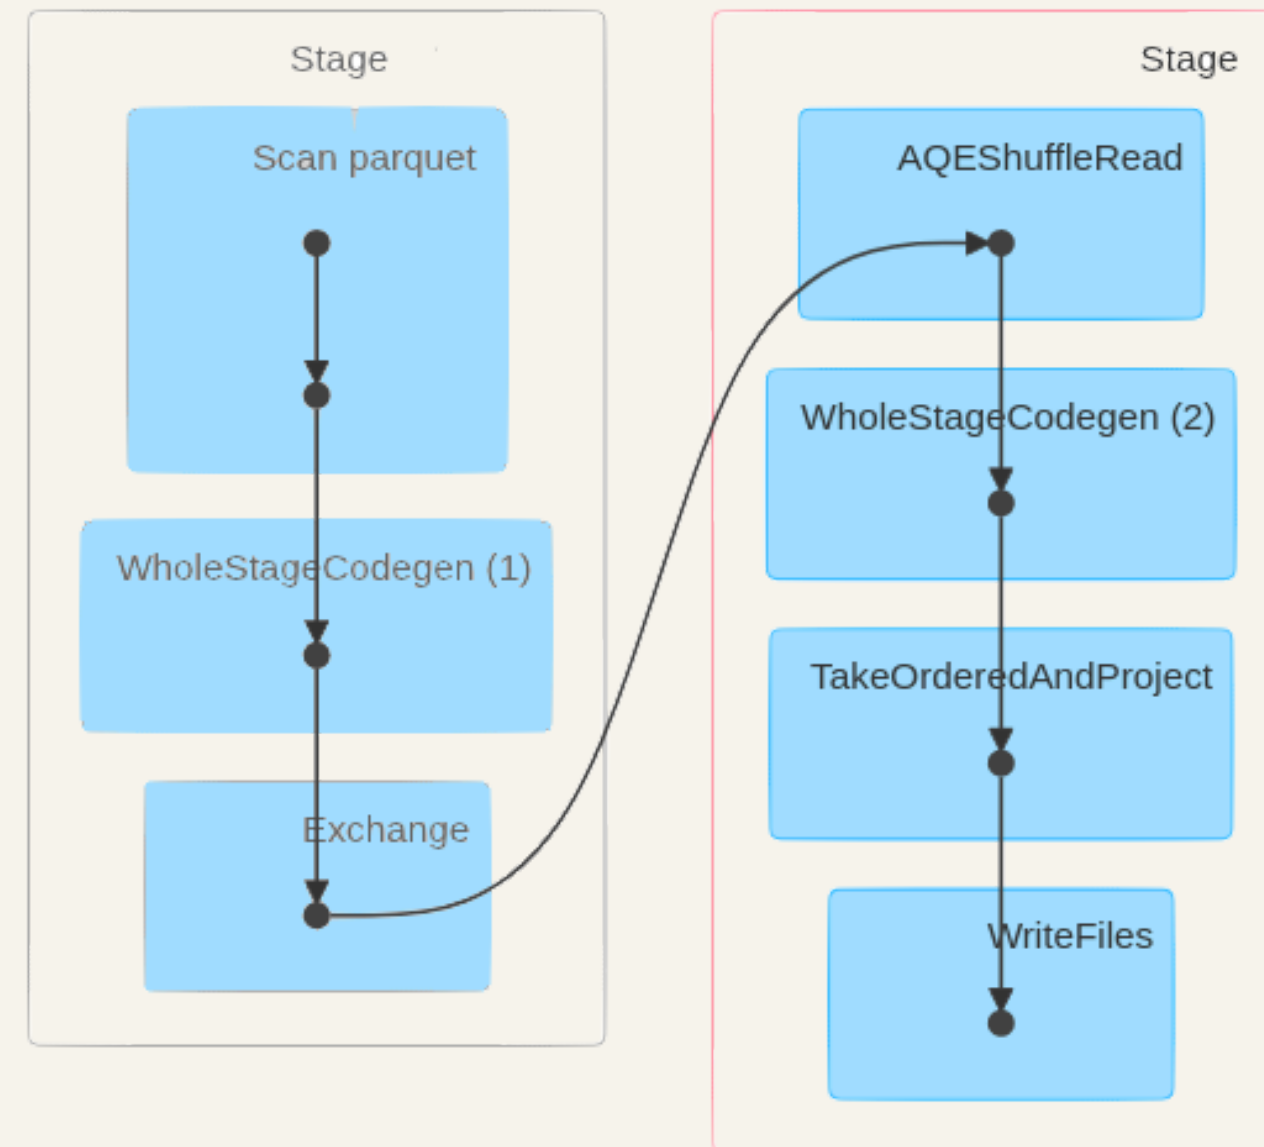 Stage
Scan parquet
WholeStageCodegen (1)
Exchange
Stage
AQEShuffleRead
WholeStageCodegen (2)
TakeOrderedAndProject
WriteFiles